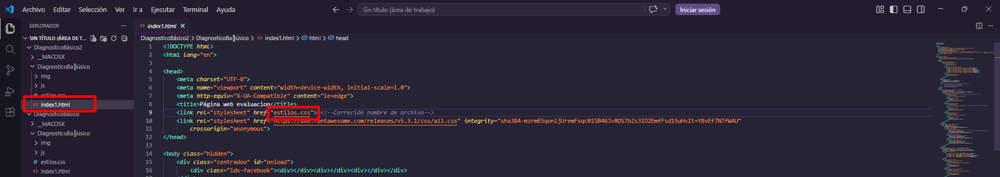 Archivo Editar Selección Ver Ir a Ejecutar Terminal Ayuda
Sin título (área de trabajo)
Iniciar sesión
EXPLORADOR
SIN TÍTULO (ÁREA DE T...
DiagnosticoBásico2
__MACOSX
DiagnosticoBa╠üsico
img
js
# estilos.css
<> index1.html
DiagnosticoBásico
__MACOSX
DiagnosticoBa╠üsico
img
js
# estilos.css
<> index1.html
<> index1.html
DiagnosticoBásico2 > DiagnosticoBa╠üsico > <> index1.html > html > head
1 <!DOCTYPE html>
2 <html lang="en">
3
4 <head>
5 <meta charset="UTF-8">
6 <meta name="viewport" content="width=device-width, initial-scale=1.0">
7 <meta http-equiv="X-UA-Compatible" content="ie=edge">
8 <title>Página web evaluacion</title>
9 <link rel="stylesheet" href="estilos.css"> <!--Correción nombre de archivo-->
10 <link rel="stylesheet" href="https://use.fontawesome.com/releases/v5.3.1/css/all.css" integrity="sha384-mzrmE5qonljUremFsqc01SB46JvROS7bZs3IO2EmfFsd15uHvIt+Y8vEf7N7fWAU"
11 crossorigin="anonymous">
12 </head>
13
14 <body class="hidden">
15 <div class="centradoo" id="onload">
16 <div class="lds-facebook"><div></div><div></div><div></div></div>